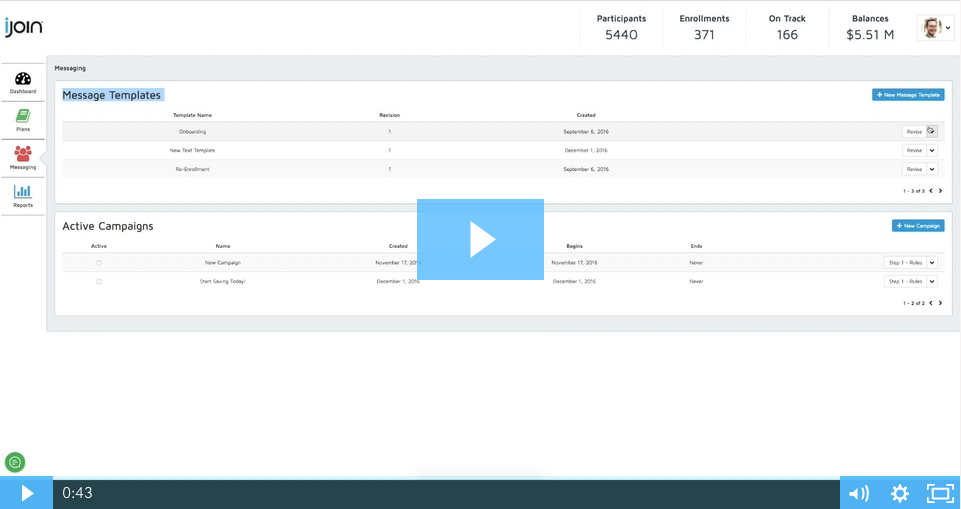 ijoin
Participants Enrollments On Track Balances
5440 371 166 $5.51 M
Dashboard
Plans
Messaging
Reports
Messaging
Message Templates
+ New Message Template
Template Name Revision Created
Onboarding 1 September 6, 2016 Revise
New Text Template 1 December 1, 2016 Revise
Re-Enrollment 1 September 6, 2016 Revise
1 - 3 of 3
Active Campaigns
+ New Campaign
Active Name Created Begins Ends
New Campaign November 17, 2016 November 17, 2016 Never Step 1 - Rules
Start Saving Today! December 1, 2016 December 1, 2016 Never Step 1 - Rules
1 - 2 of 2
0:43